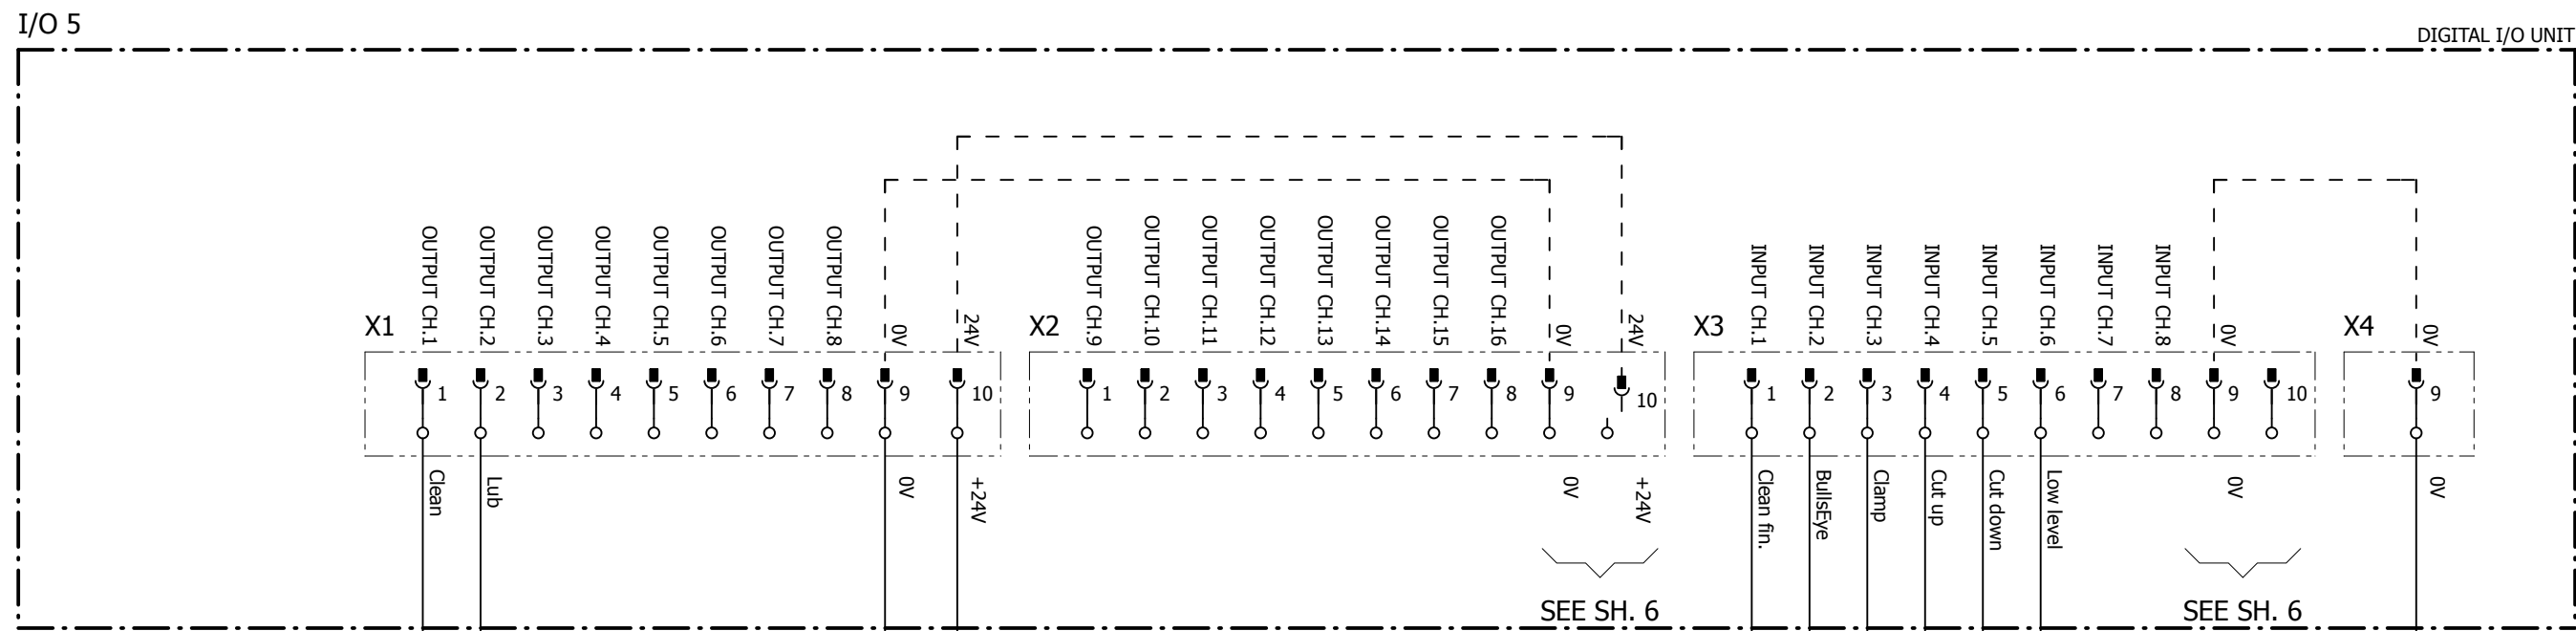 I/O 5
DIGITAL I/O UNIT
X1
OUTPUT CH.1
OUTPUT CH.2
OUTPUT CH.3
OUTPUT CH.4
OUTPUT CH.5
OUTPUT CH.6
OUTPUT CH.7
OUTPUT CH.8
0V
24V
1
2
3
4
5
6
7
8
9
10
Clean
Lub
0V
+24V
X2
OUTPUT CH.9
OUTPUT CH.10
OUTPUT CH.11
OUTPUT CH.12
OUTPUT CH.13
OUTPUT CH.14
OUTPUT CH.15
OUTPUT CH.16
0V
24V
1
2
3
4
5
6
7
8
9
10
0V
+24V
SEE SH. 6
X3
INPUT CH.1
INPUT CH.2
INPUT CH.3
INPUT CH.4
INPUT CH.5
INPUT CH.6
INPUT CH.7
INPUT CH.8
0V
1
2
3
4
5
6
7
8
9
10
Clean fin.
BullsEye
Clamp
Cut up
Cut down
Low level
0V
SEE SH. 6
X4
0V
9
0V